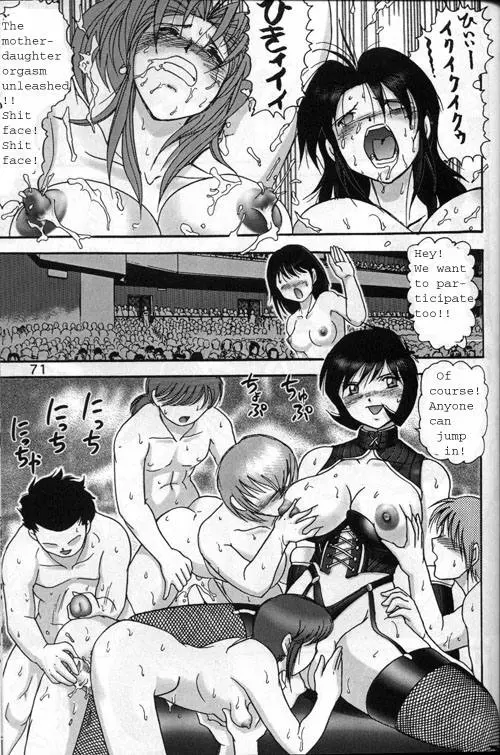 The
mother-
daughter
orgasm
unleashed
!!
Shit
face!
Shit
face!
ひきィイイ
ひぃぃー
イクイクイクゥ
Hey!
We want
to par-
ticipate
too!!
71
Of
course!
Anyone
can
jump
in!
ちゅぷ
ちょぷ
にっち
にっち
にっちゃ